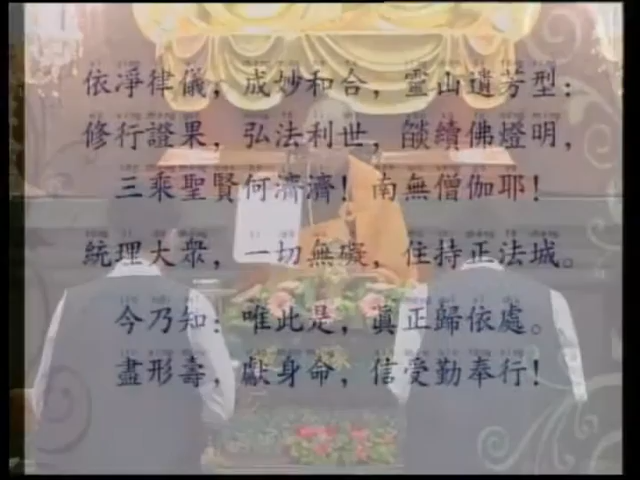 依淨律儀，成妙和合，靈山遺芳型；
修行證果，弘法利世，燄續佛燈明，
三乘聖賢何濟濟！南無僧伽耶！
統理大眾，一切無礙，住持正法城。
今乃知：唯此是，眞正歸依處。
盡形壽，獻身命，信受勤奉行！